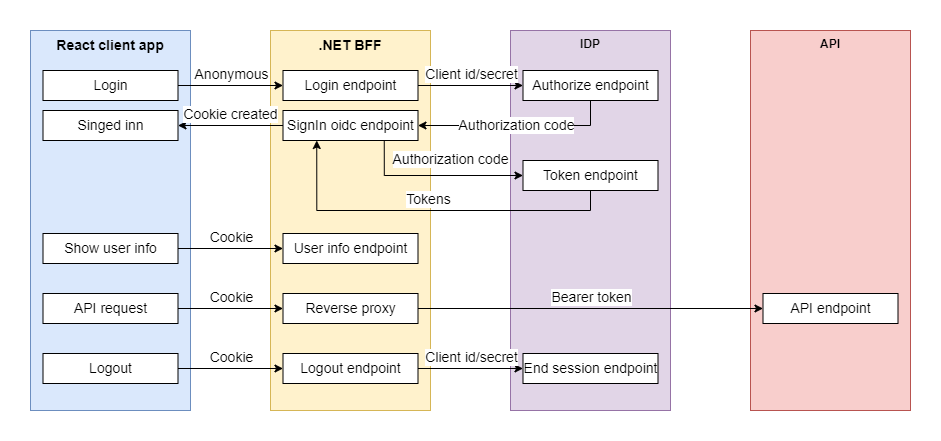 React client app
.NET BFF
IDP
API
Login
Anonymous
Login endpoint
Client id/secret
Authorize endpoint
Singed inn
Cookie created
SignIn oidc endpoint
Authorization code
Authorization code
Token endpoint
Tokens
Show user info
Cookie
User info endpoint
API request
Cookie
Reverse proxy
Bearer token
API endpoint
Logout
Cookie
Logout endpoint
Client id/secret
End session endpoint